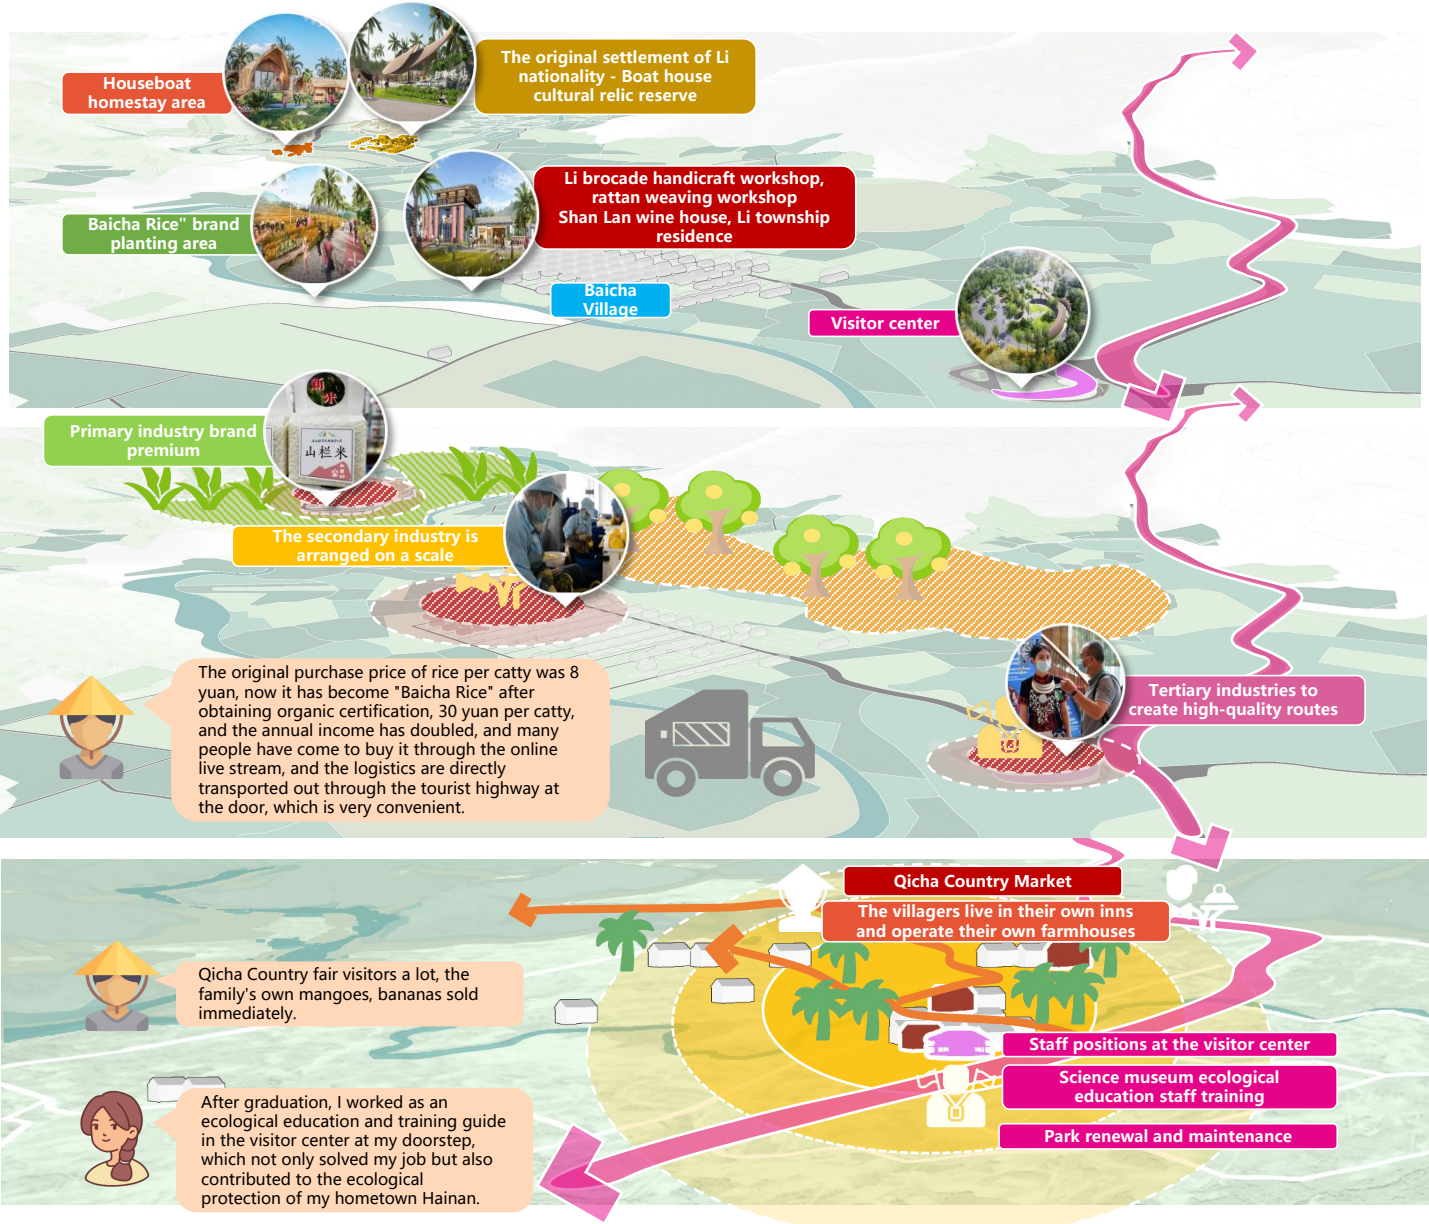 Houseboat
homestay area
The original settlement of Li
nationality - Boat house
cultural relic reserve
Baicha Rice" brand
planting area
Li brocade handicraft workshop,
rattan weaving workshop
Shan Lan wine house, Li township
residence
Baicha
Village
Visitor center
Primary industry brand
premium
新
米
山栏米
The secondary industry is
arranged on a scale
The original purchase price of rice per catty was 8
yuan, now it has become "Baicha Rice" after
obtaining organic certification, 30 yuan per catty,
and the annual income has doubled, and many
people have come to buy it through the online
live stream, and the logistics are directly
transported out through the tourist highway at
the door, which is very convenient.
Tertiary industries to
create high-quality routes
Qicha Country Market
The villagers live in their own inns
and operate their own farmhouses
Qicha Country fair visitors a lot, the
family's own mangoes, bananas sold
immediately.
Staff positions at the visitor center
Science museum ecological
education staff training
Park renewal and maintenance
After graduation, I worked as an
ecological education and training guide
in the visitor center at my doorstep,
which not only solved my job but also
contributed to the ecological
protection of my hometown Hainan.